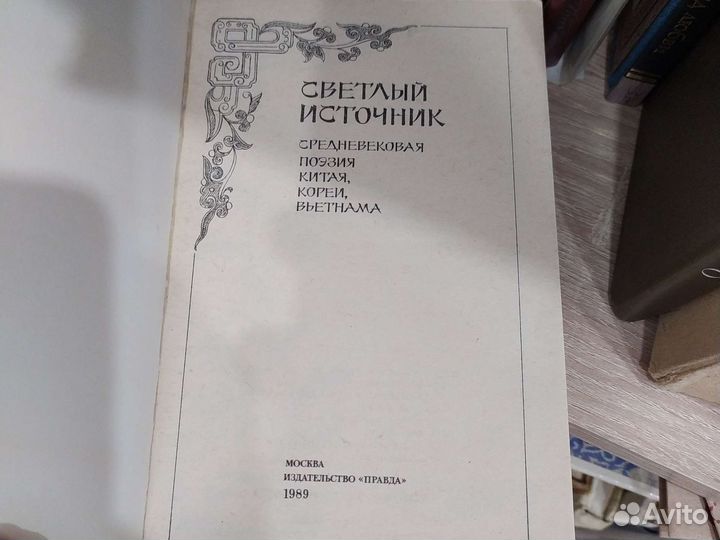 СВЕТЛЫЙ
ИСТОЧНИК
СРЕДНЕВЕКОВАЯ
ПОЭЗИЯ
КИТАЯ,
КОРЕИ,
ВЬЕТНАМА
МОСКВА
ИЗДАТЕЛЬСТВО «ПРАВДА»
1989
Avito